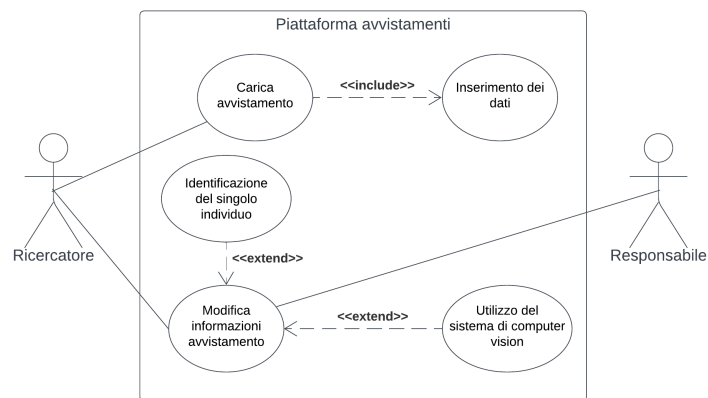 Piattaforma avvistamenti
Carica
avvistamento
<<include>>
Inserimento dei
dati
Identificazione
del singolo
individuo
Ricercatore
Responsabile
<<extend>>
Modifica
informazioni
avvistamento
<<extend>>
Utilizzo del
sistema di computer
vision